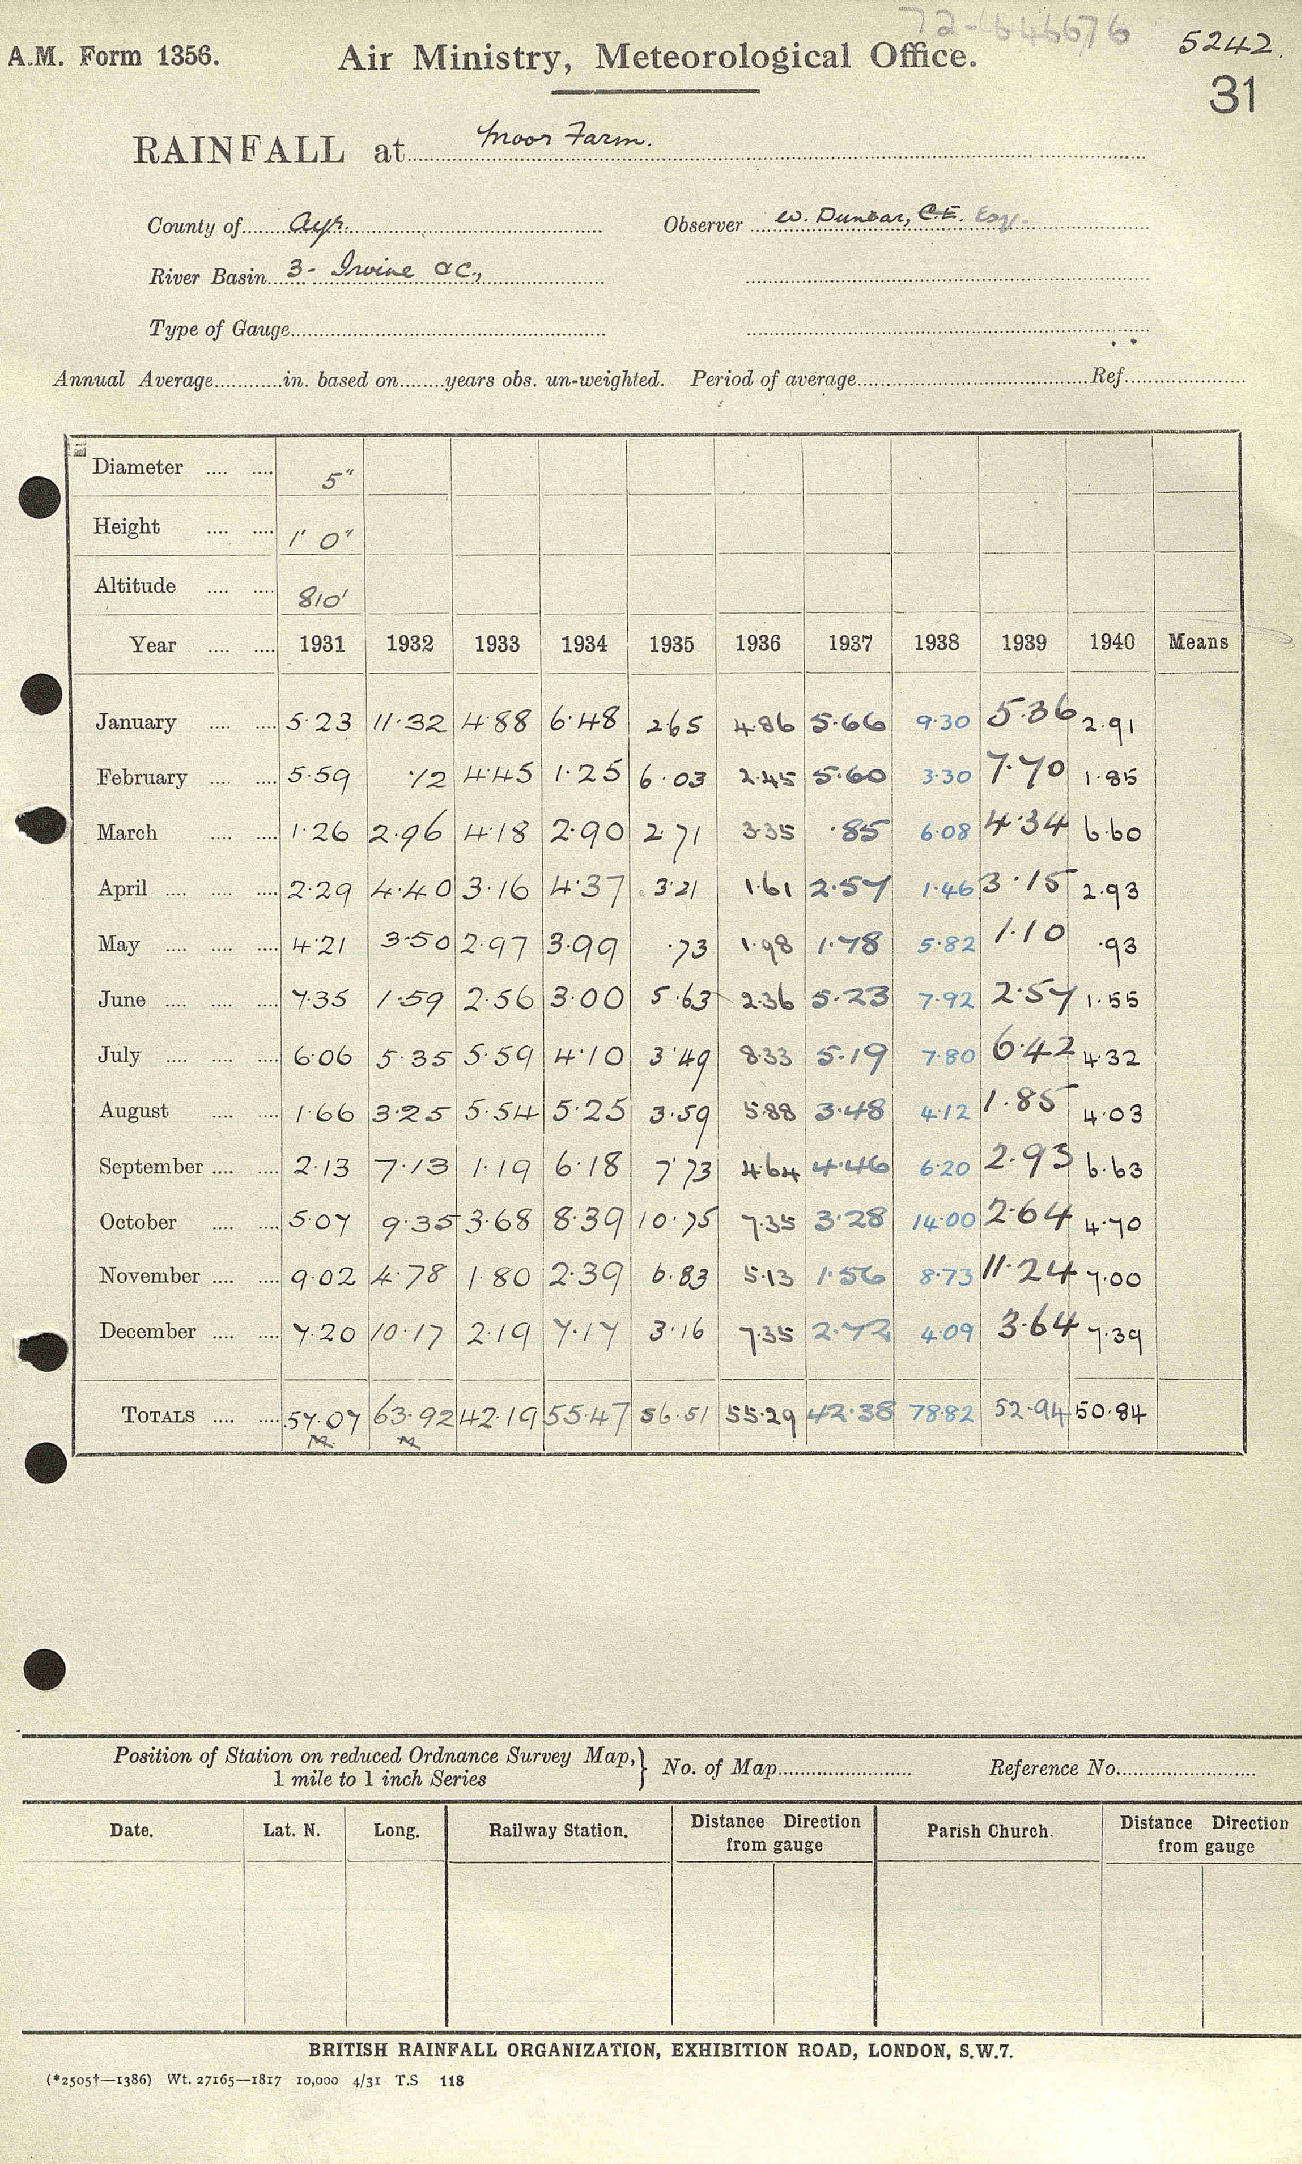 72-646676
5242.
A.M. Form 1356. Air Ministry, Meteorological Office.
31
RAINFALL at Moor Farm.
County of Ayr. Observer W. Dunbar, C.E. Esq.
River Basin 3- Irvine &c.,
Type of Gauge
Annual Average in. based on years obs. un-weighted. Period of average Ref.
Diameter 5"
Height 1' 0"
Altitude 810'
Year 1931 1932 1933 1934 1935 1936 1937 1938 1939 1940 Means
January 5.23 11.32 4.88 6.48 2.65 4.86 5.66 9.30 5.36 2.91
February 5.59 .12 4.45 1.25 6.03 2.45 5.60 3.30 7.70 1.85
March 1.26 2.96 4.18 2.90 2.71 3.35 .85 6.08 4.34 6.60
April 2.29 4.40 3.16 4.37 3.21 1.61 2.57 1.46 3.15 2.93
May 4.21 3.50 2.97 3.99 .73 1.98 1.78 5.82 1.10 .93
June 7.35 1.59 2.56 3.00 5.63 2.36 5.23 7.92 2.57 1.55
July 6.06 5.35 5.59 4.10 3.49 8.33 5.19 7.80 6.42 4.32
August 1.66 3.25 5.54 5.25 3.59 5.88 3.48 4.12 1.85 4.03
September 2.13 7.13 1.19 6.18 7.73 4.64 4.46 6.20 2.93 6.63
October 5.07 9.35 3.68 8.39 10.75 7.35 3.28 14.00 2.64 4.70
November 9.02 4.78 1.80 2.39 6.83 5.13 1.56 8.73 11.24 7.00
December 7.20 10.17 2.19 7.17 3.16 7.35 2.72 4.09 3.64 7.39
TOTALS 57.07 63.92 42.19 55.47 56.51 55.29 42.38 78.82 52.94 50.84
Position of Station on reduced Ordnance Survey Map, } No. of Map Reference No.
1 mile to 1 inch Series
Date. Lat. N. Long. Railway Station. Distance Direction Parish Church. Distance Direction
from gauge from gauge
BRITISH RAINFALL ORGANIZATION, EXHIBITION ROAD, LONDON, S.W.7.
(*2505†—1386) Wt. 27165—1817 10,000 4/31 T.S 118